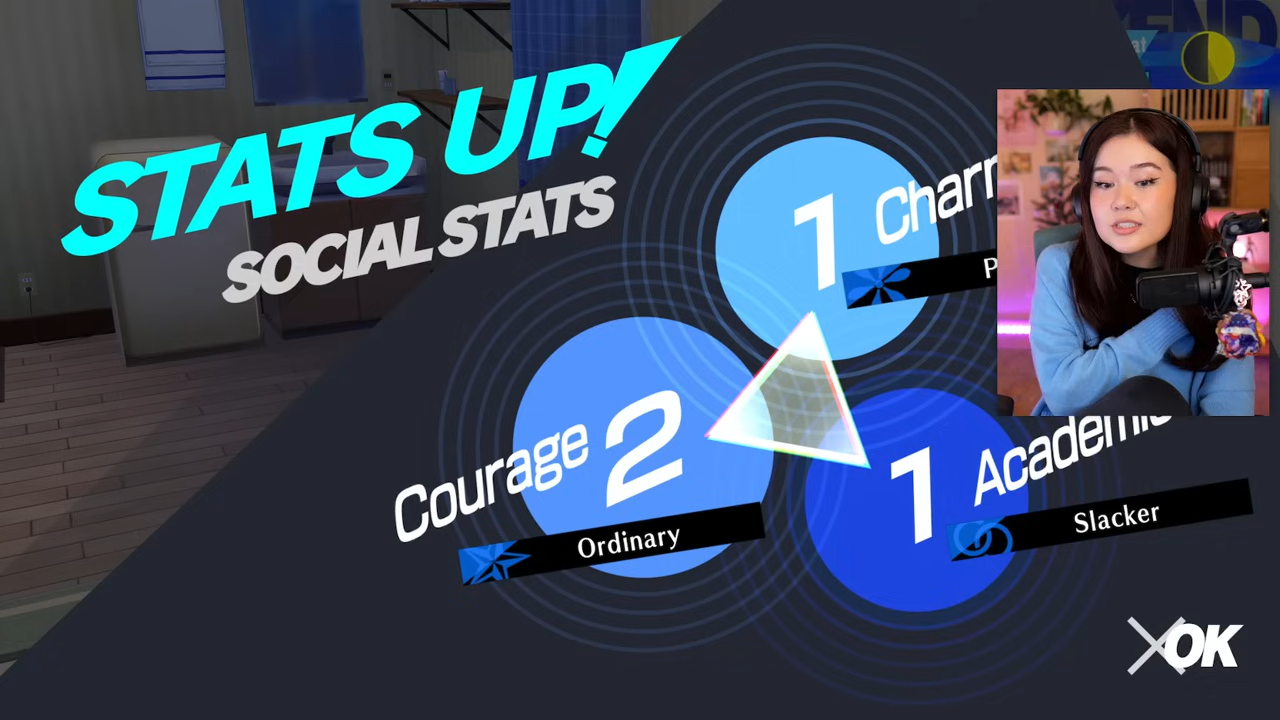 STATS UP!
SOCIAL STATS
1
Courage 2
Ordinary
1
Slacker
OK